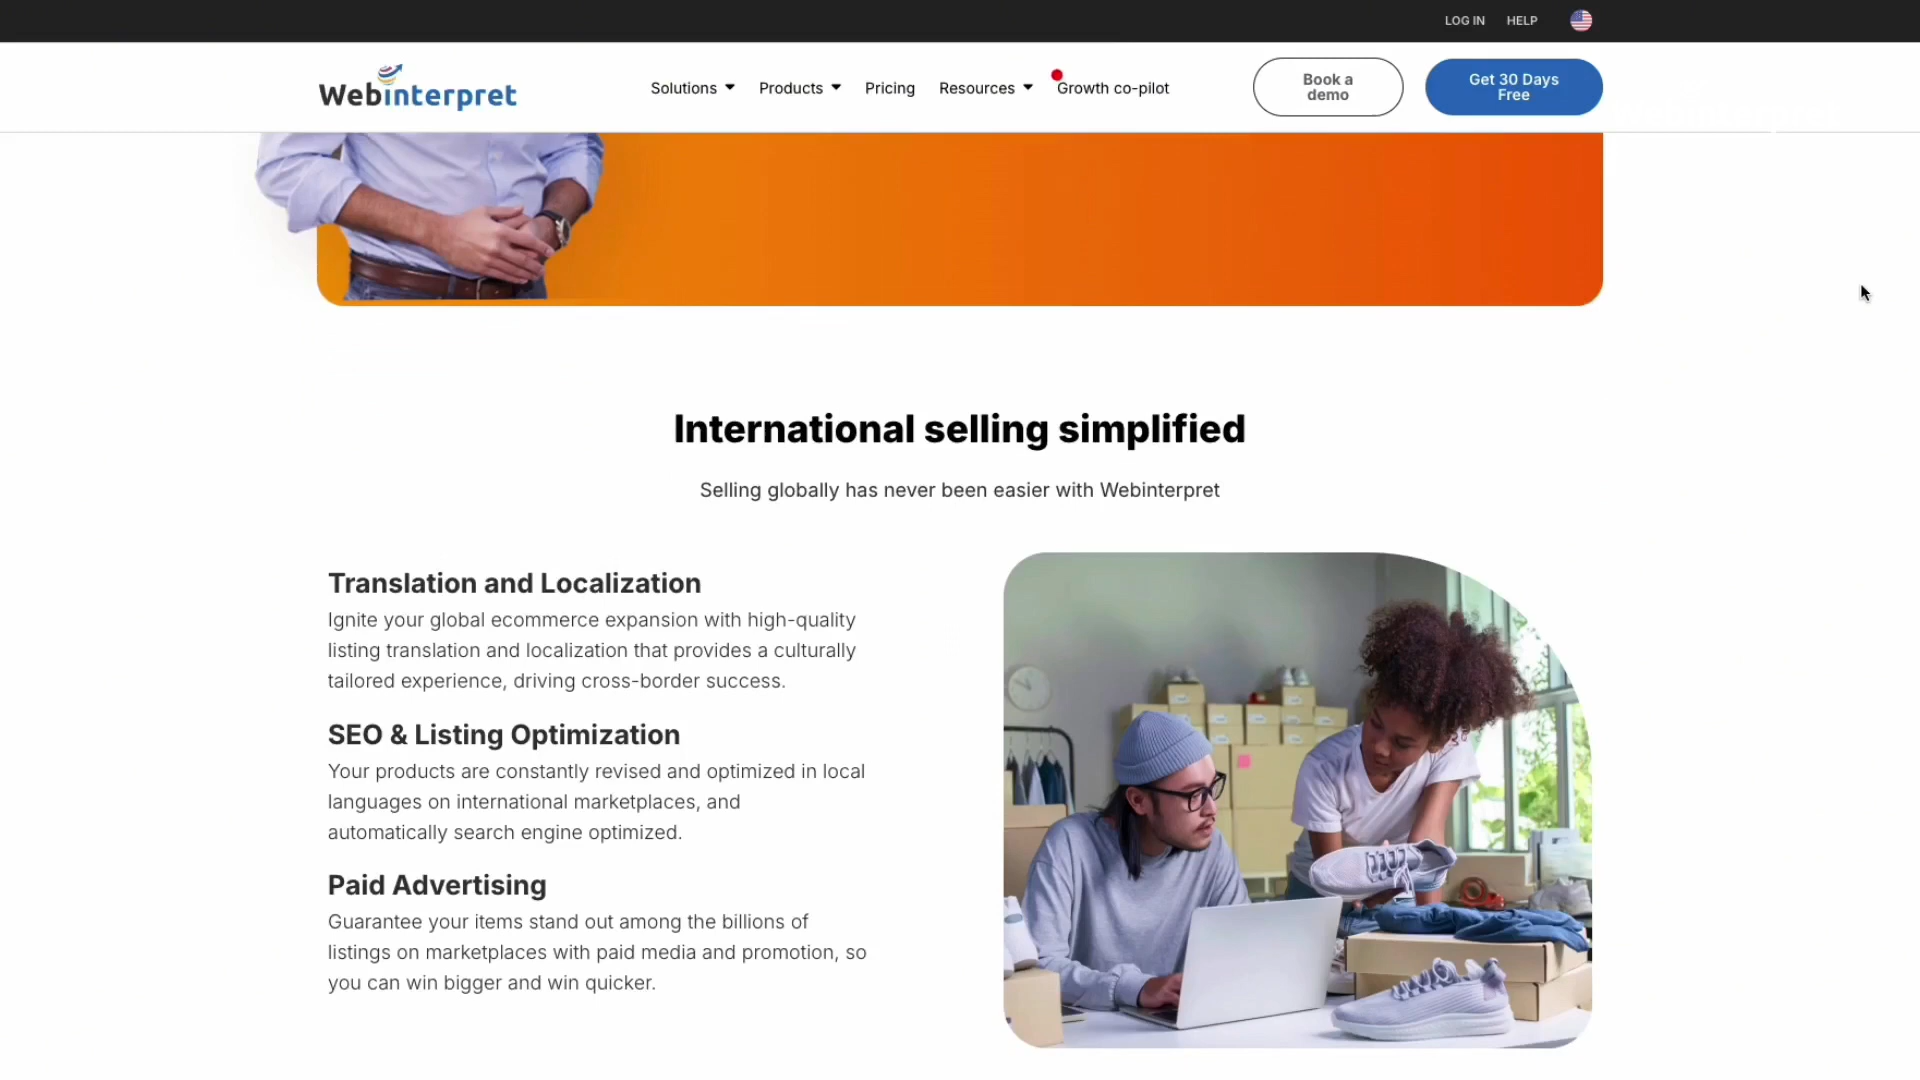 LOG IN
HELP
Webinterpret
Solutions
Products
Pricing
Resources
Growth co-pilot
Book a
demo
Get 30 Days
Free
International selling simplified
Selling globally has never been easier with Webinterpret
Translation and Localization
Ignite your global ecommerce expansion with high-quality
listing translation and localization that provides a culturally
tailored experience, driving cross-border success.
SEO & Listing Optimization
Your products are constantly revised and optimized in local
languages on international marketplaces, and
automatically search engine optimized.
Paid Advertising
Guarantee your items stand out among the billions of
listings on marketplaces with paid media and promotion, so
you can win bigger and win quicker.